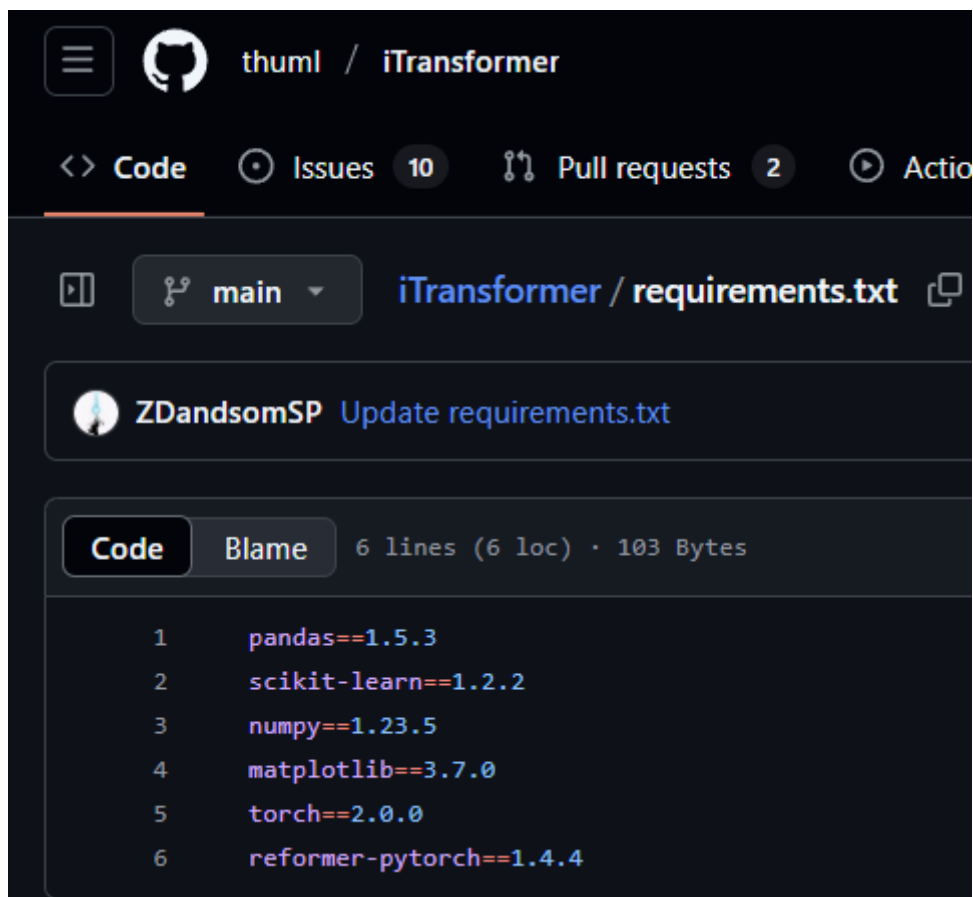 thuml / iTransformer
<> Code Issues 10 Pull requests 2 Actio
main iTransformer / requirements.txt
ZDandsomSP Update requirements.txt
Code Blame 6 lines (6 loc) · 103 Bytes
1 pandas==1.5.3
2 scikit-learn==1.2.2
3 numpy==1.23.5
4 matplotlib==3.7.0
5 torch==2.0.0
6 reformer-pytorch==1.4.4